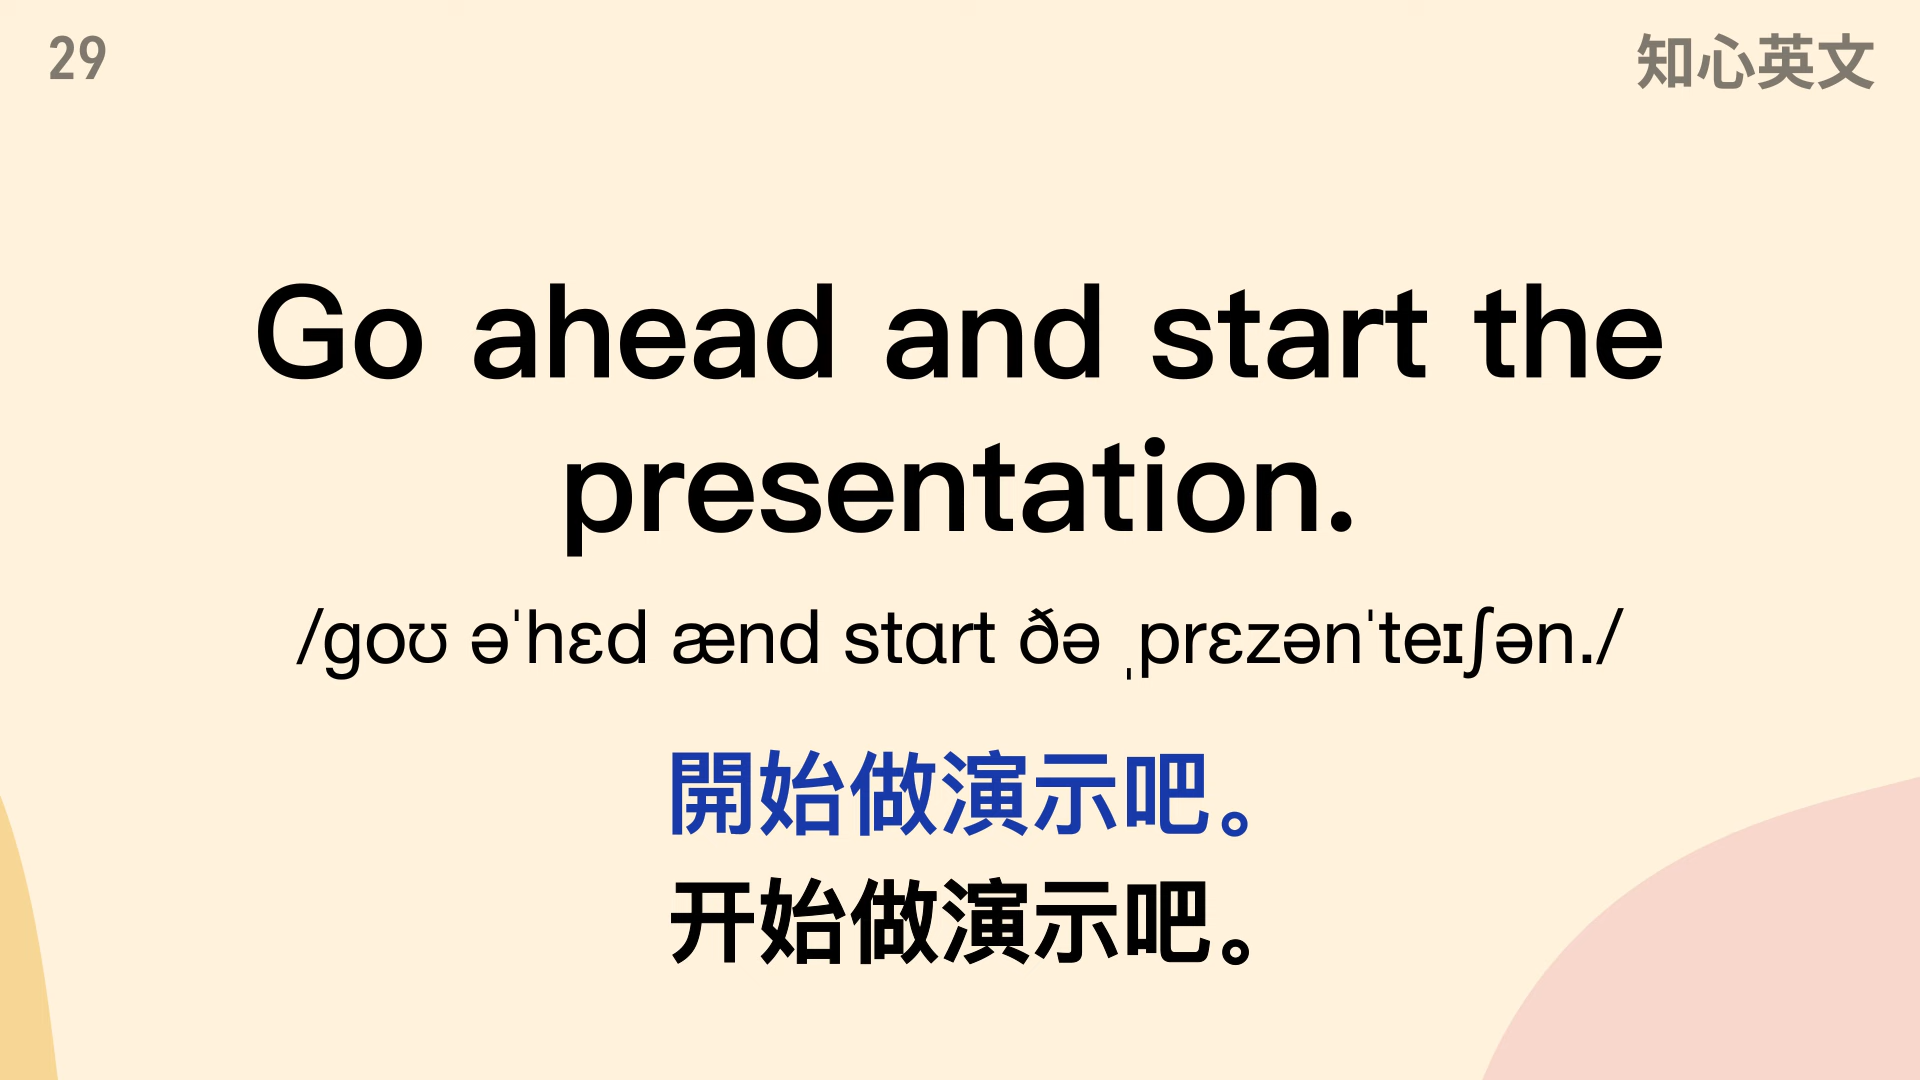 29
知心英文
Go ahead and start the
presentation.
/ɡoʊ əˈhɛd ænd stɑrt ðə ˌprɛzənˈteɪʃən./
開始做演示吧。
开始做演示吧。